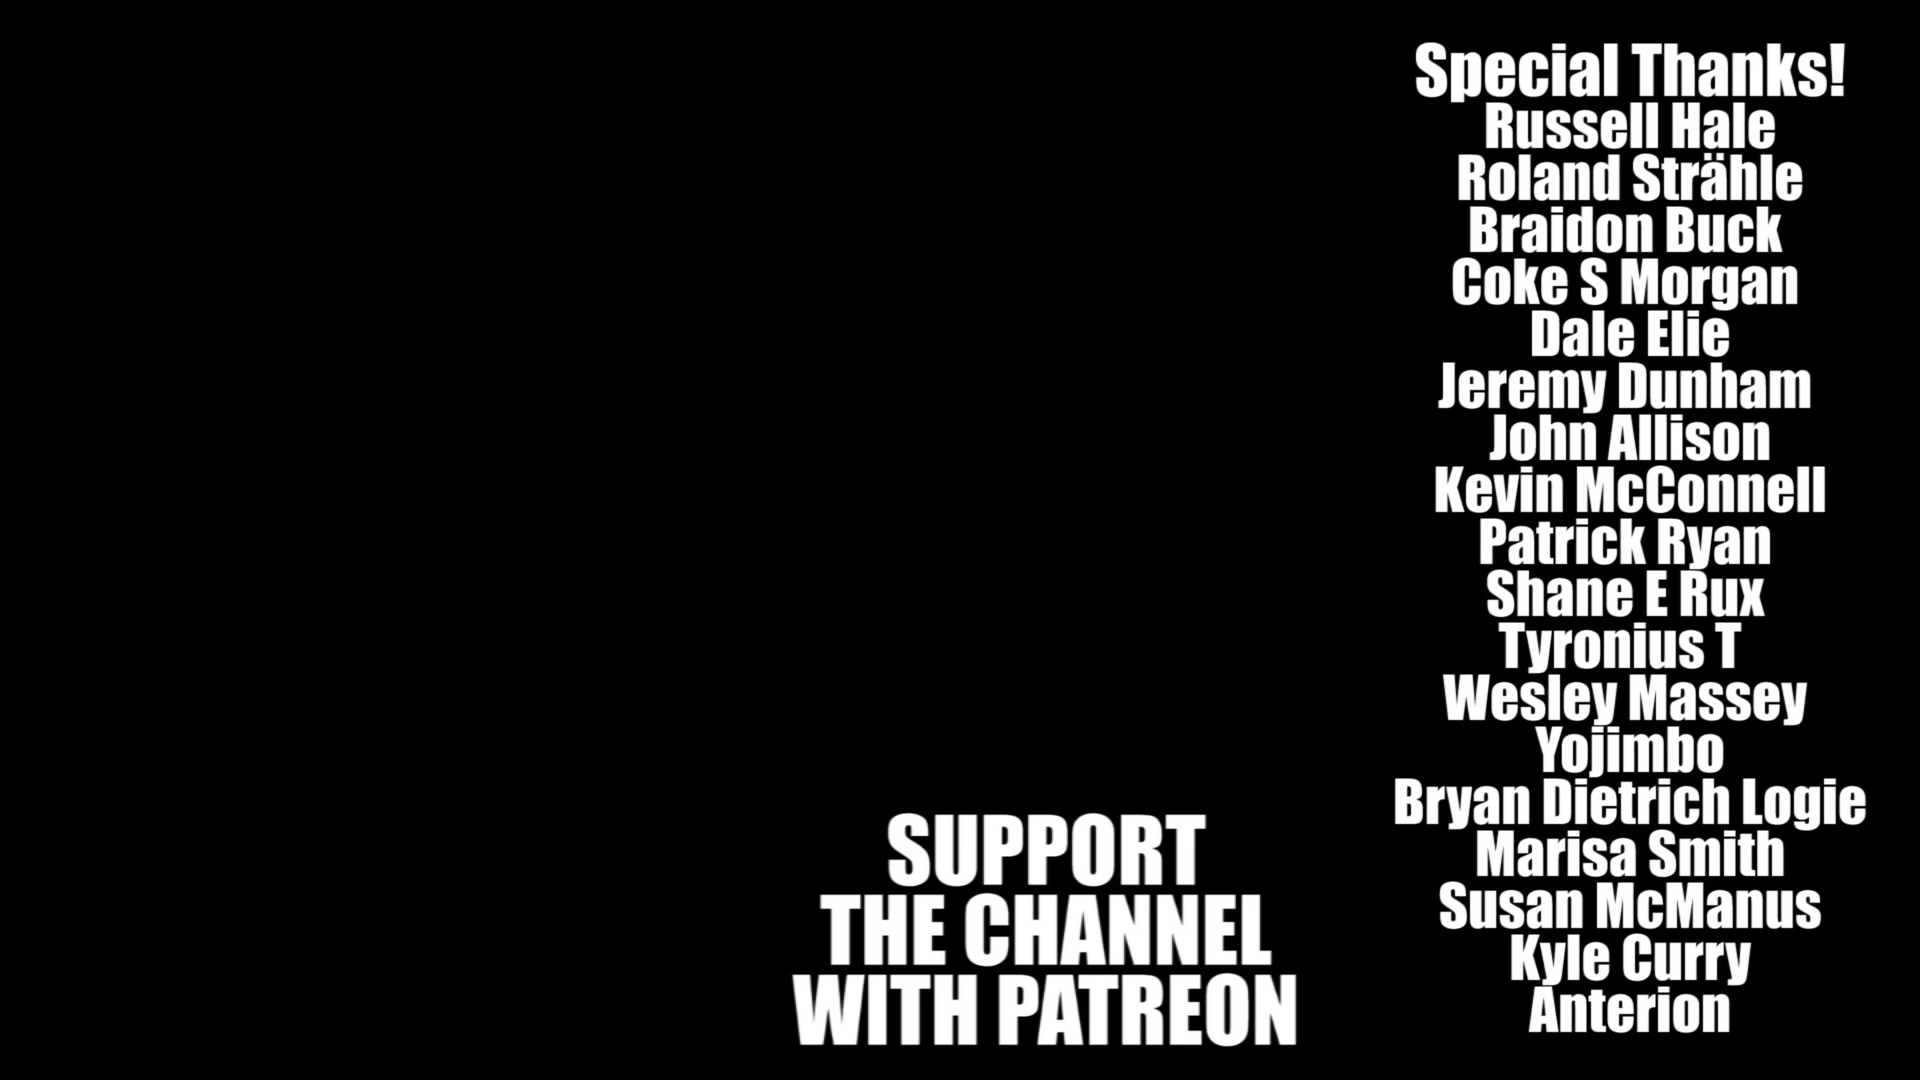 Special Thanks!
Russell Hale
Roland Strähle
Braidon Buck
Coke S Morgan
Dale Elie
Jeremy Dunham
John Allison
Kevin McConnell
Patrick Ryan
Shane E Rux
Tyronius T
Wesley Massey
Yojimbo
Bryan Dietrich Logie
Marisa Smith
Susan McManus
Kyle Curry
Anterion
SUPPORT
THE CHANNEL
WITH PATREON